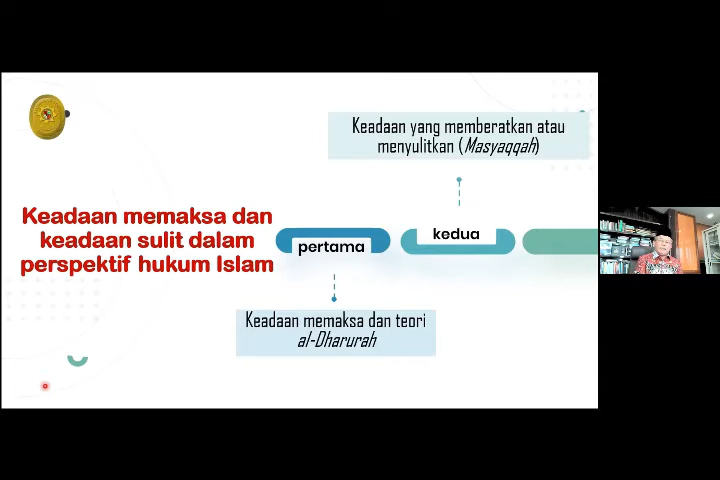 Keadaan yang memberatkan atau
menyulitkan (Masyaqqah)
Keadaan memaksa dan
keadaan sulit dalam
perspektif hukum Islam
pertama
kedua
Keadaan memaksa dan teori
al-Dharurah